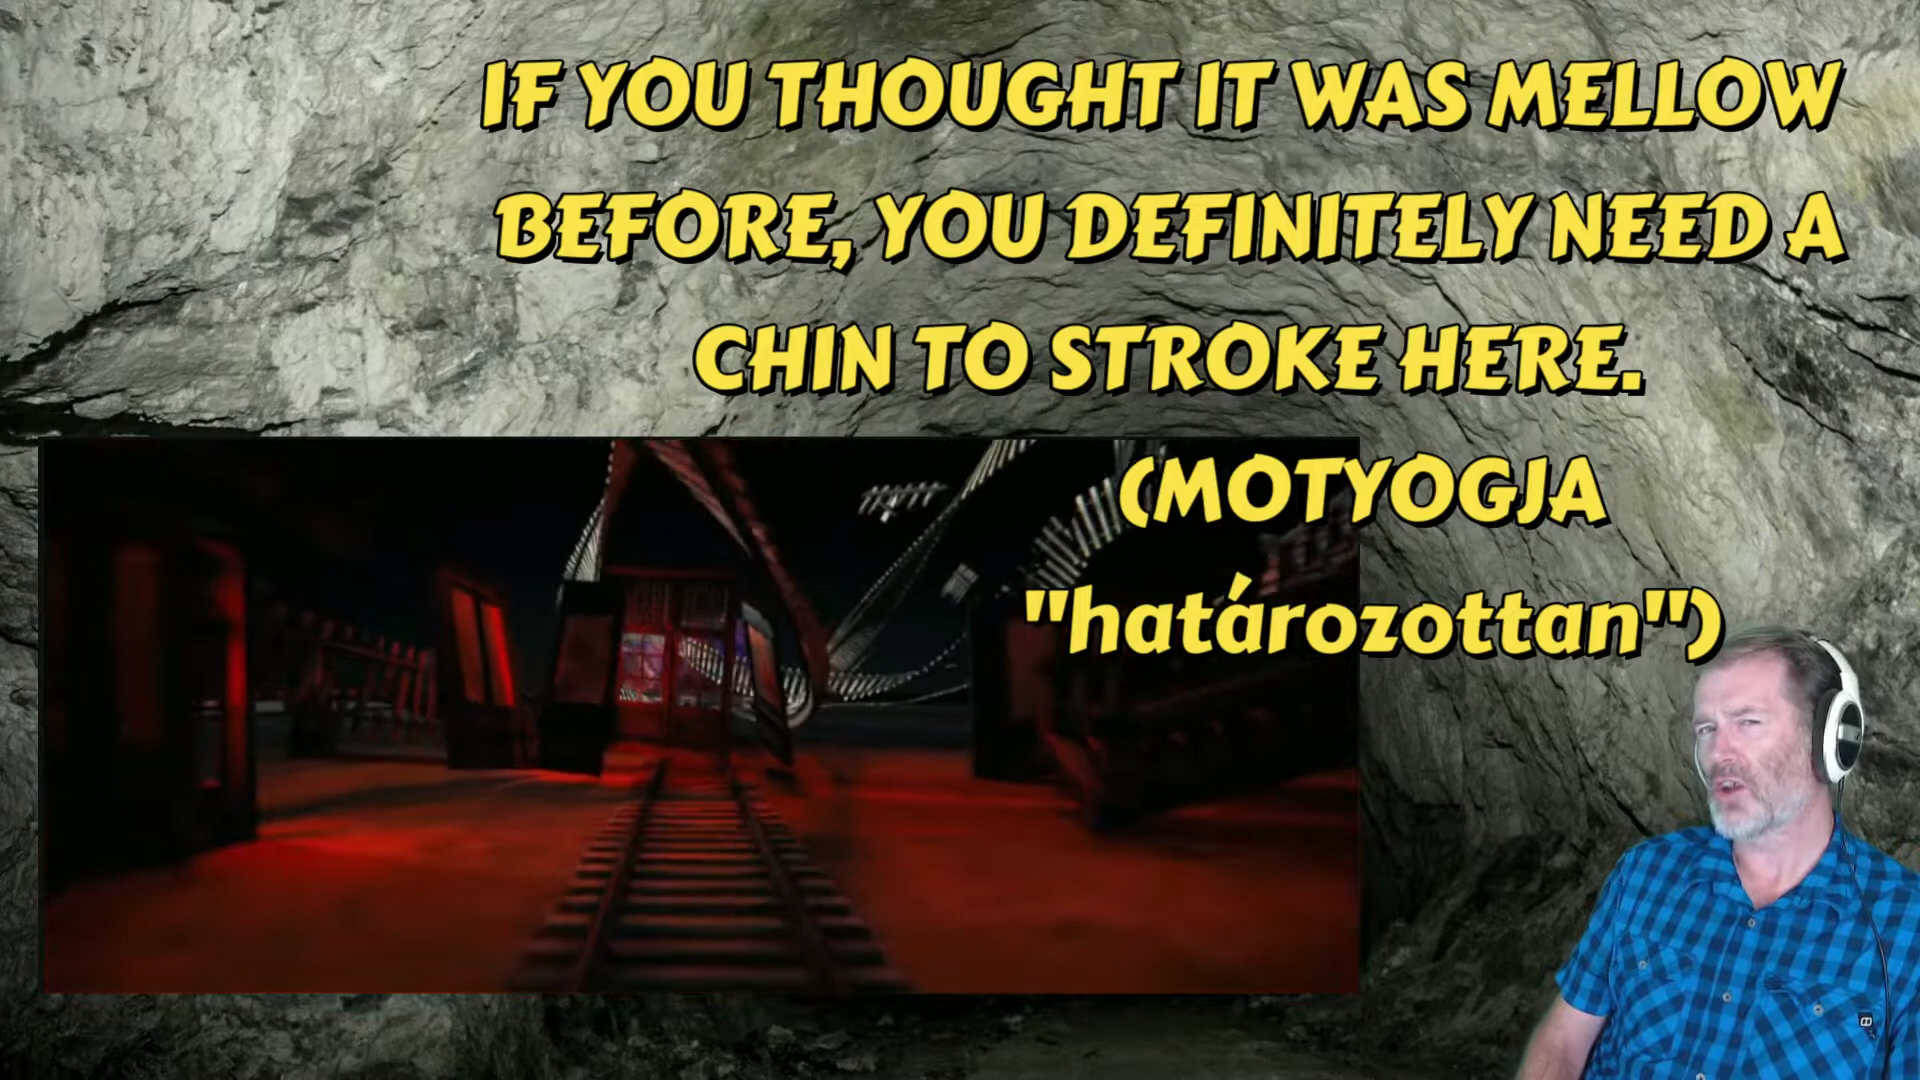 IF YOU THOUGHT IT WAS MELLOW
BEFORE, YOU DEFINITELY NEED A
CHIN TO STROKE HERE.
(MOTYOGJA
"határozottan")